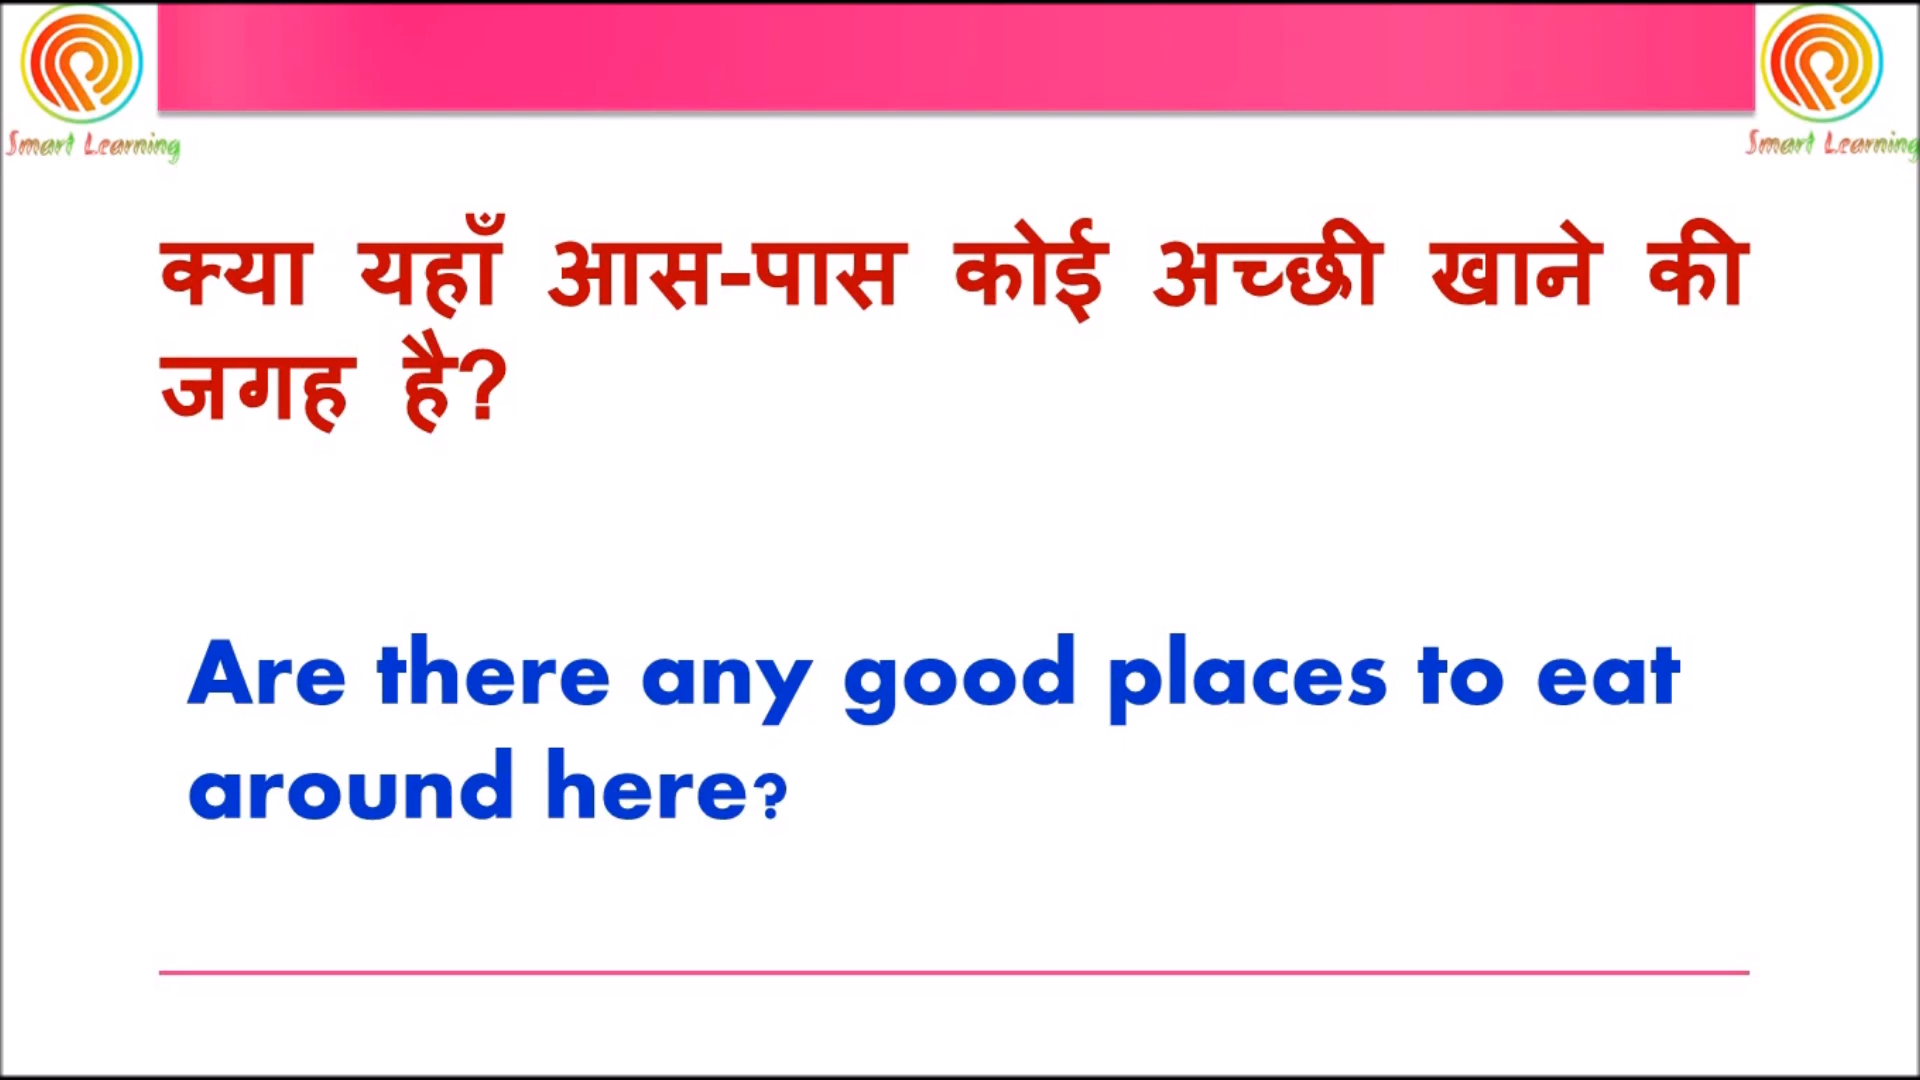 Smart Learning
Smart Learning
क्या यहाँ आस-पास कोई अच्छी खाने की
जगह है?
Are there any good places to eat
around here?